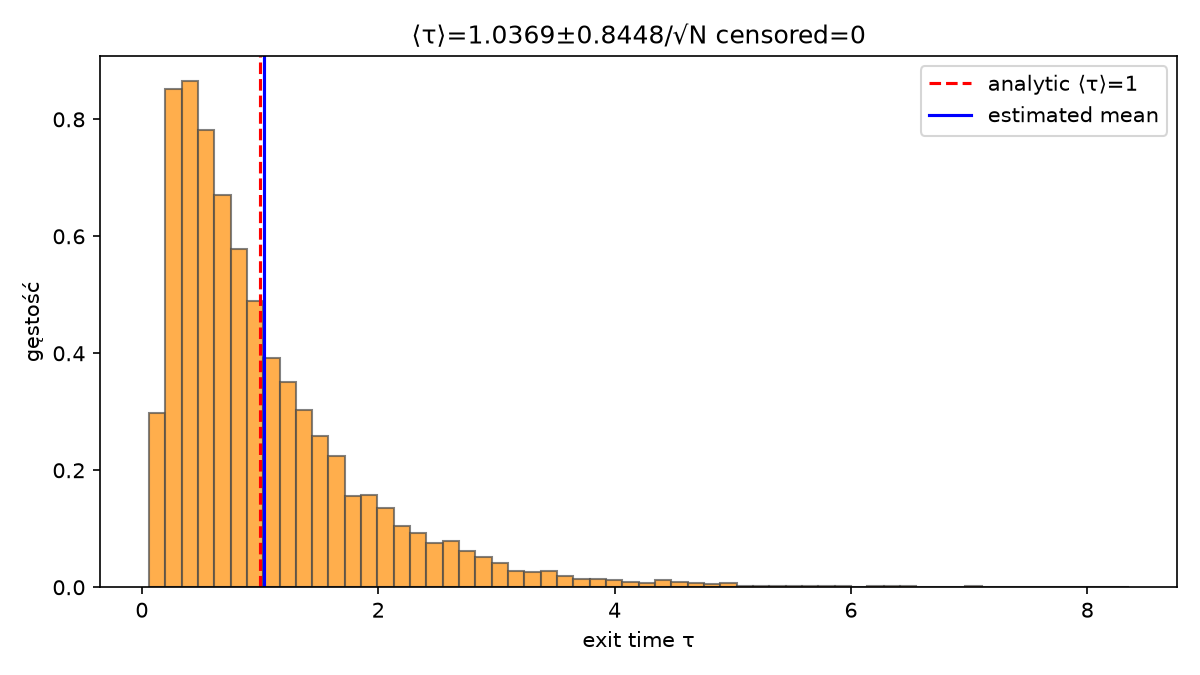 ⟨τ⟩=1.0369±0.8448/√N censored=0
analytic ⟨τ⟩=1
estimated mean
gęstość
0.8
0.6
0.4
0.2
0.0
0 2 4 6 8
exit time τ